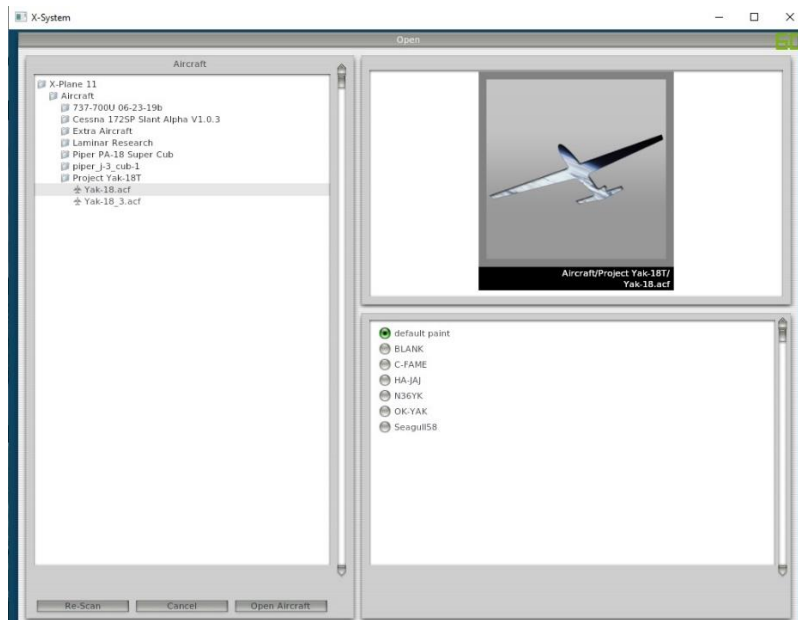 X-System
Open
Aircraft
X-Plane 11
Aircraft
737-700U 06-23-19b
Cessna 172SP Slant Alpha V1.0.3
Extra Aircraft
Laminar Research
Piper PA-18 Super Cub
piper_j-3_cub-1
Project Yak-18T
Yak-18.acf
Yak-18_3.acf
Re-Scan
Cancel
Open Aircraft
Aircraft/Project Yak-18T/
Yak-18.acf
default paint
BLANK
C-FAME
HA-JAJ
N36YK
OK-YAK
Seagull58